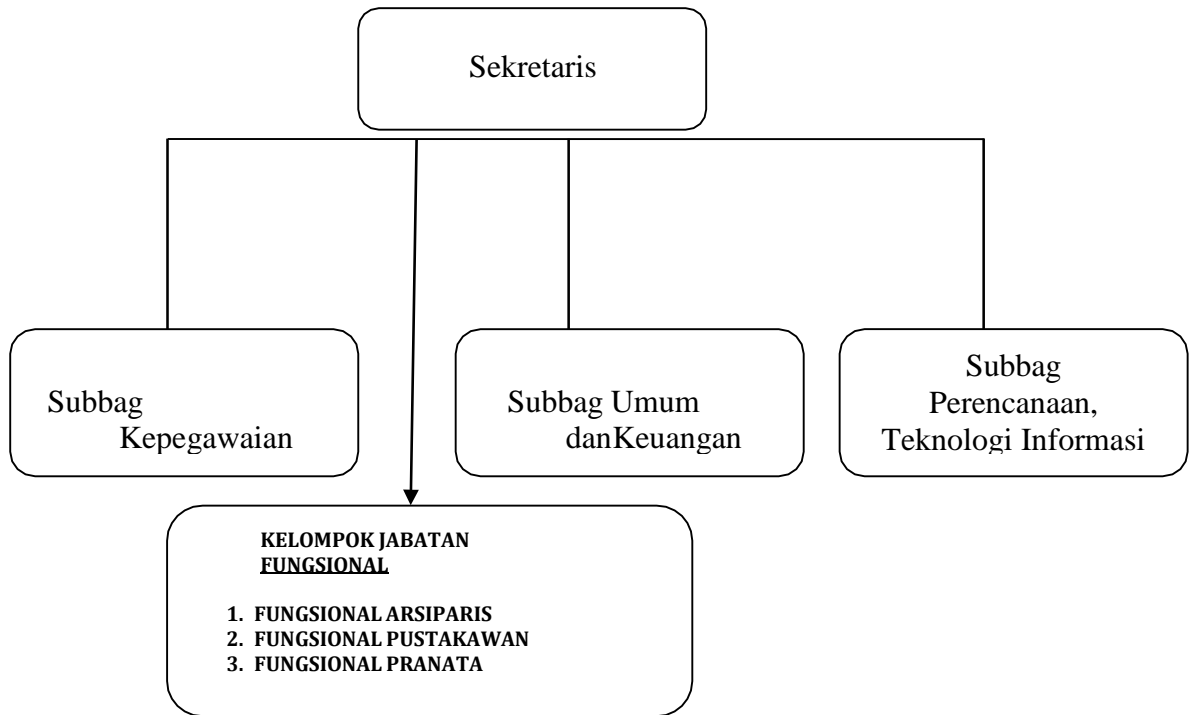 Sekretaris
Subbag
Kepegawaian
Subbag Umum
danKeuangan
Subbag
Perencanaan,
Teknologi Informasi
KELOMPOK JABATAN
FUNGSIONAL
1. FUNGSIONAL ARSIPARIS
2. FUNGSIONAL PUSTAKAWAN
3. FUNGSIONAL PRANATA